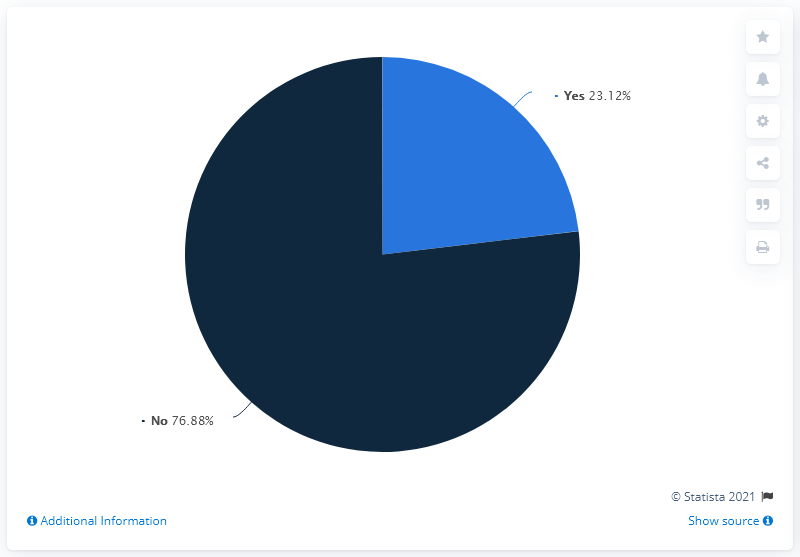 Yes 23.12%
No 76.88%
© Statista 2021
Additional Information
Show source